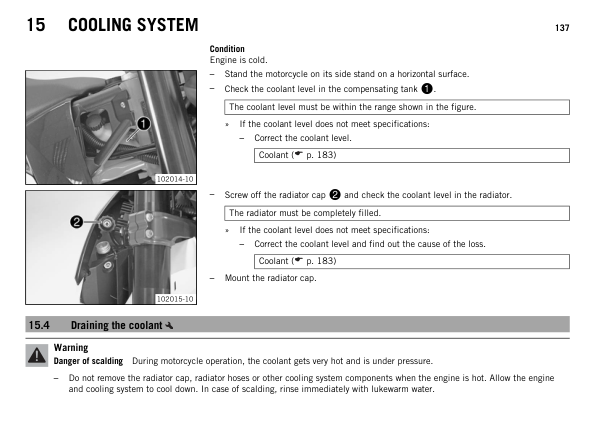 15 COOLING SYSTEM 137
Condition
Engine is cold.
– Stand the motorcycle on its side stand on a horizontal surface.
– Check the coolant level in the compensating tank 1.
The coolant level must be within the range shown in the figure.
» If the coolant level does not meet specifications:
– Correct the coolant level.
Coolant (☛ p. 183)
1
102014-10
– Screw off the radiator cap 2 and check the coolant level in the radiator.
The radiator must be completely filled.
» If the coolant level does not meet specifications:
– Correct the coolant level and find out the cause of the loss.
Coolant (☛ p. 183)
– Mount the radiator cap.
2
102015-10
15.4 Draining the coolant
Warning
Danger of scalding During motorcycle operation, the coolant gets very hot and is under pressure.
– Do not remove the radiator cap, radiator hoses or other cooling system components when the engine is hot. Allow the engine
and cooling system to cool down. In case of scalding, rinse immediately with lukewarm water.